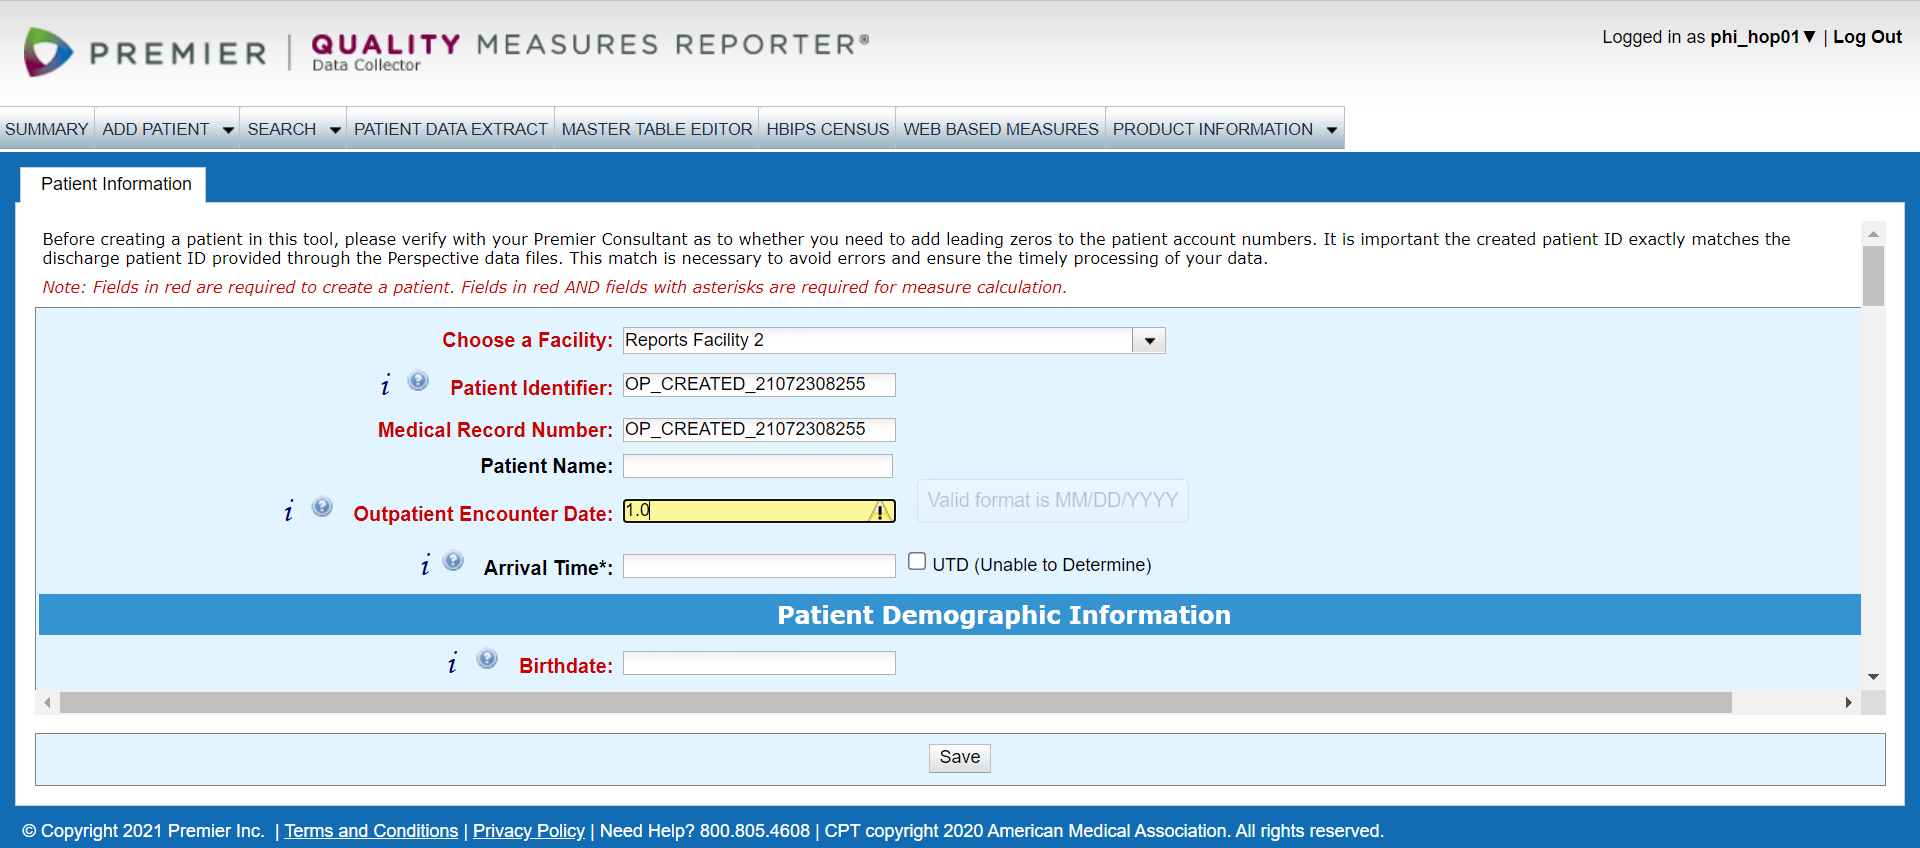 PREMIER | QUALITY MEASURES REPORTER®
Data Collector
Logged in as phi_hop01▼ | Log Out
SUMMARY ADD PATIENT SEARCH PATIENT DATA EXTRACT MASTER TABLE EDITOR HBIPS CENSUS WEB BASED MEASURES PRODUCT INFORMATION
Patient Information
Before creating a patient in this tool, please verify with your Premier Consultant as to whether you need to add leading zeros to the patient account numbers. It is important the created patient ID exactly matches the
discharge patient ID provided through the Perspective data files. This match is necessary to avoid errors and ensure the timely processing of your data.
Note: Fields in red are required to create a patient. Fields in red AND fields with asterisks are required for measure calculation.
Choose a Facility: Reports Facility 2
i ? Patient Identifier: OP_CREATED_21072308255
Medical Record Number: OP_CREATED_21072308255
Patient Name:
i ? Outpatient Encounter Date: 1.0 Valid format is MM/DD/YYYY
i ? Arrival Time*: UTD (Unable to Determine)
Patient Demographic Information
i ? Birthdate:
Save
© Copyright 2021 Premier Inc. | Terms and Conditions | Privacy Policy | Need Help? 800.805.4608 | CPT copyright 2020 American Medical Association. All rights reserved.